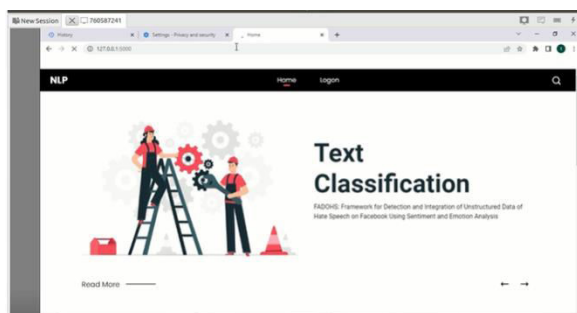 New Session 760587241
History Settings - Privacy and security Home
127.0.0.1:5000
NLP Home Logon
Text
Classification
FADOHS: Framework for Detection and Integration of Unstructured Data of
Hate Speech on Facebook Using Sentiment and Emotion Analysis
Read More